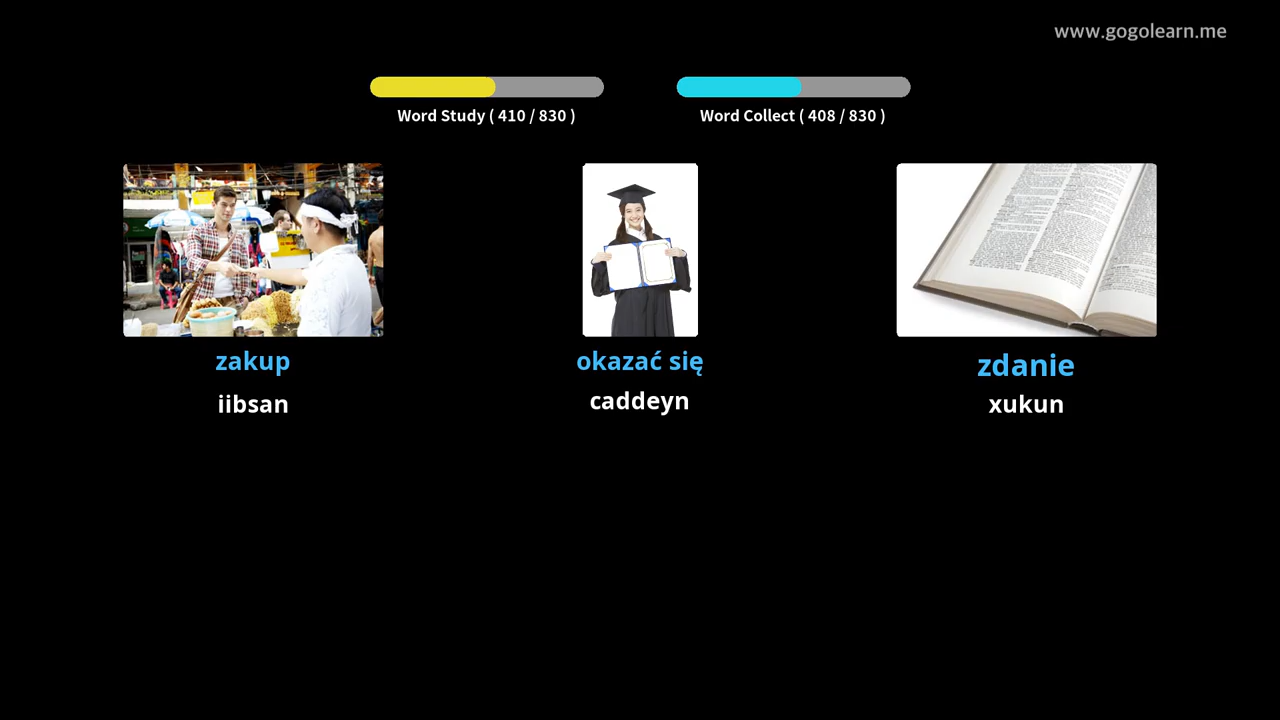 www.gogolearn.me
Word Study ( 410 / 830 )
Word Collect ( 408 / 830 )
zakup
okazać się
zdanie
iibsan
caddeyn
xukun